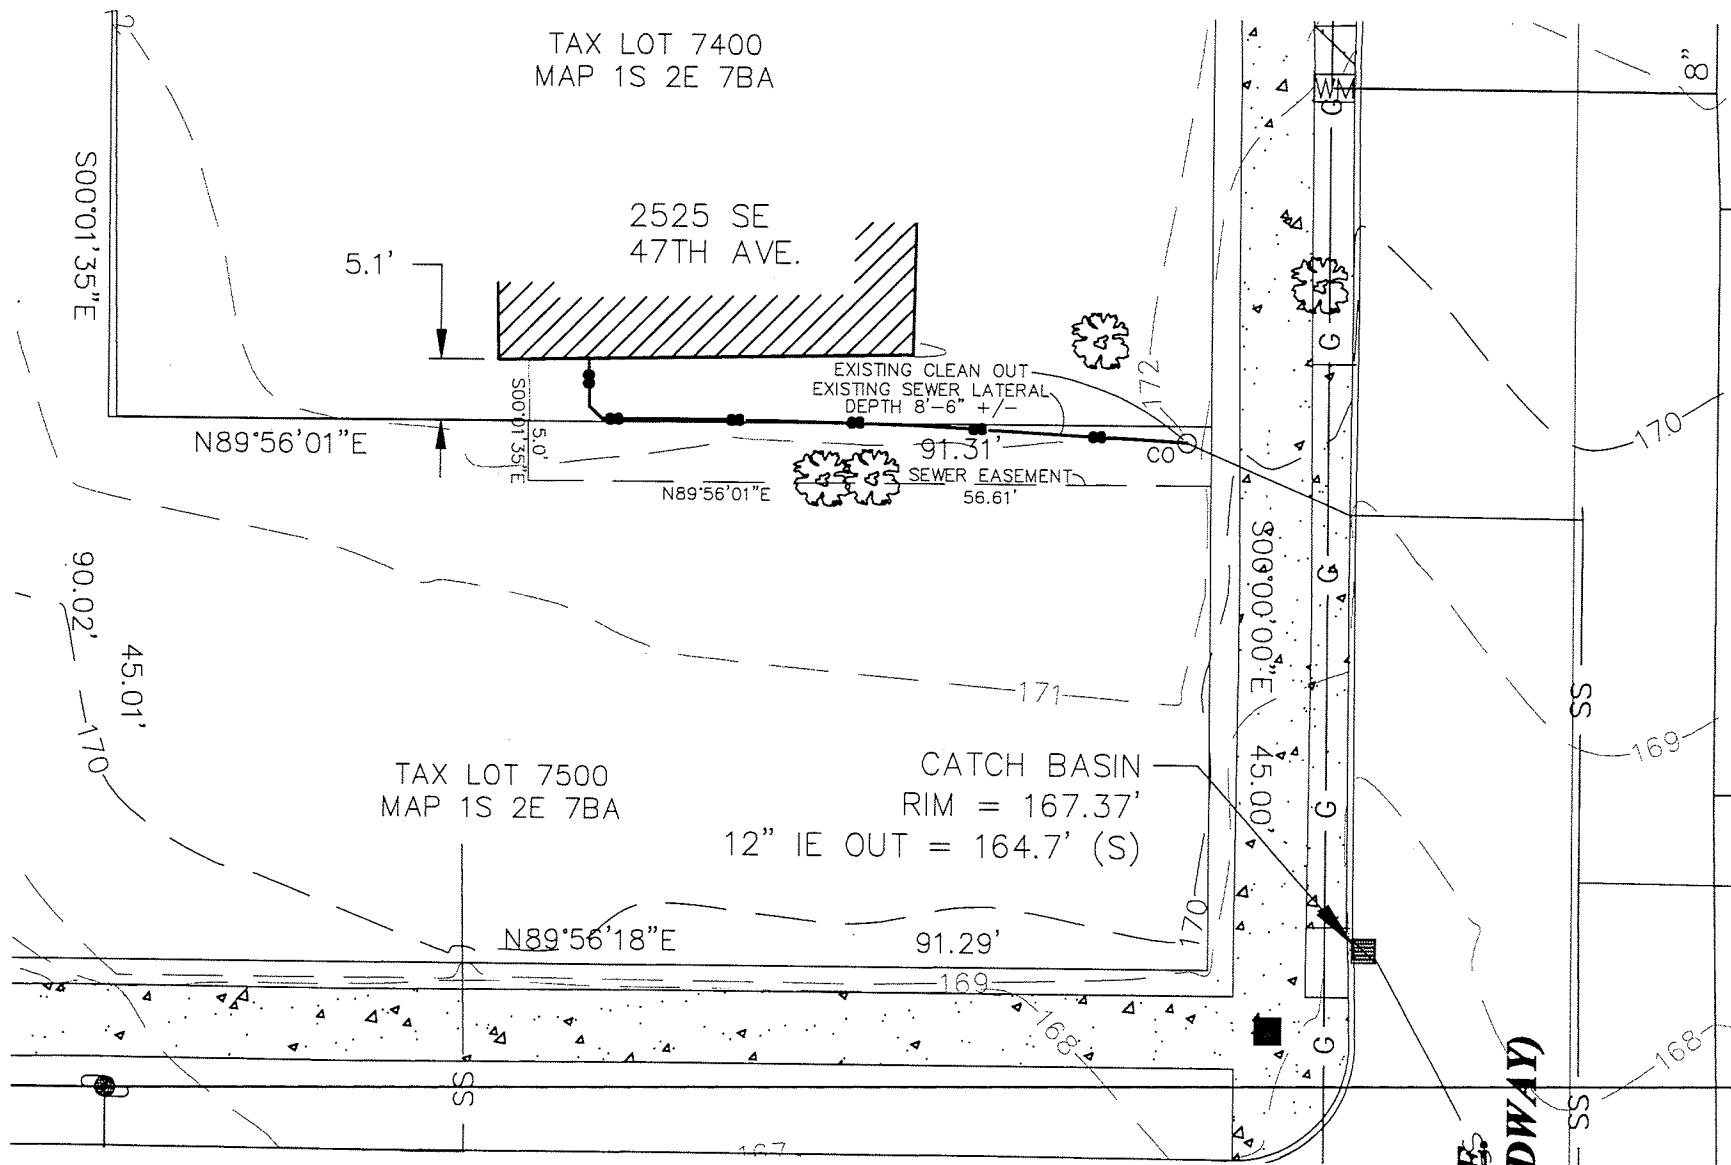 TAX LOT 7400
MAP 1S 2E 7BA
8"
WM
G
S00°01'35"E
2525 SE
47TH AVE.
5.1'
G
172
EXISTING CLEAN OUT
EXISTING SEWER LATERAL
DEPTH 8'-6" +/-
170
N89°56'01"E
S00°01'35"E
5.0'
91.31'
CO
SEWER EASEMENT
N89°56'01"E
56.61'
S00°00'00"E
G
90.02'
45.01'
170
171
SS
169
TAX LOT 7500
MAP 1S 2E 7BA
CATCH BASIN
RIM = 167.37'
12" IE OUT = 164.7' (S)
45.00'
G
170
N89°56'18"E
91.29'
169
168
G
168
SS
SS
DWAY)
167